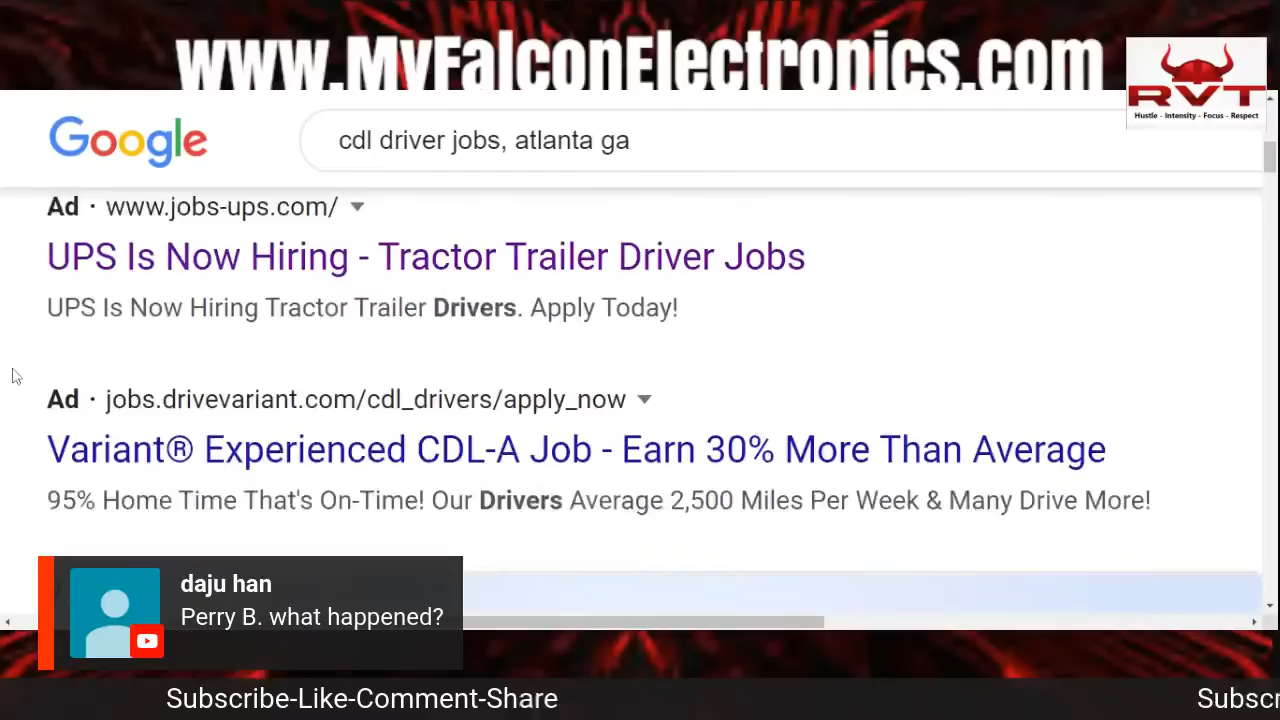 www.MyFalconElectronics.com
RVT
Hustle - Intensity - Focus - Respect
Google
cdl driver jobs, atlanta ga
Ad · www.jobs-ups.com/
UPS Is Now Hiring - Tractor Trailer Driver Jobs
UPS Is Now Hiring Tractor Trailer Drivers. Apply Today!
Ad · jobs.drivevariant.com/cdl_drivers/apply_now
Variant® Experienced CDL-A Job - Earn 30% More Than Average
95% Home Time That's On-Time! Our Drivers Average 2,500 Miles Per Week & Many Drive More!
daju han
Perry B. what happened?
Subscribe-Like-Comment-Share
Subscr